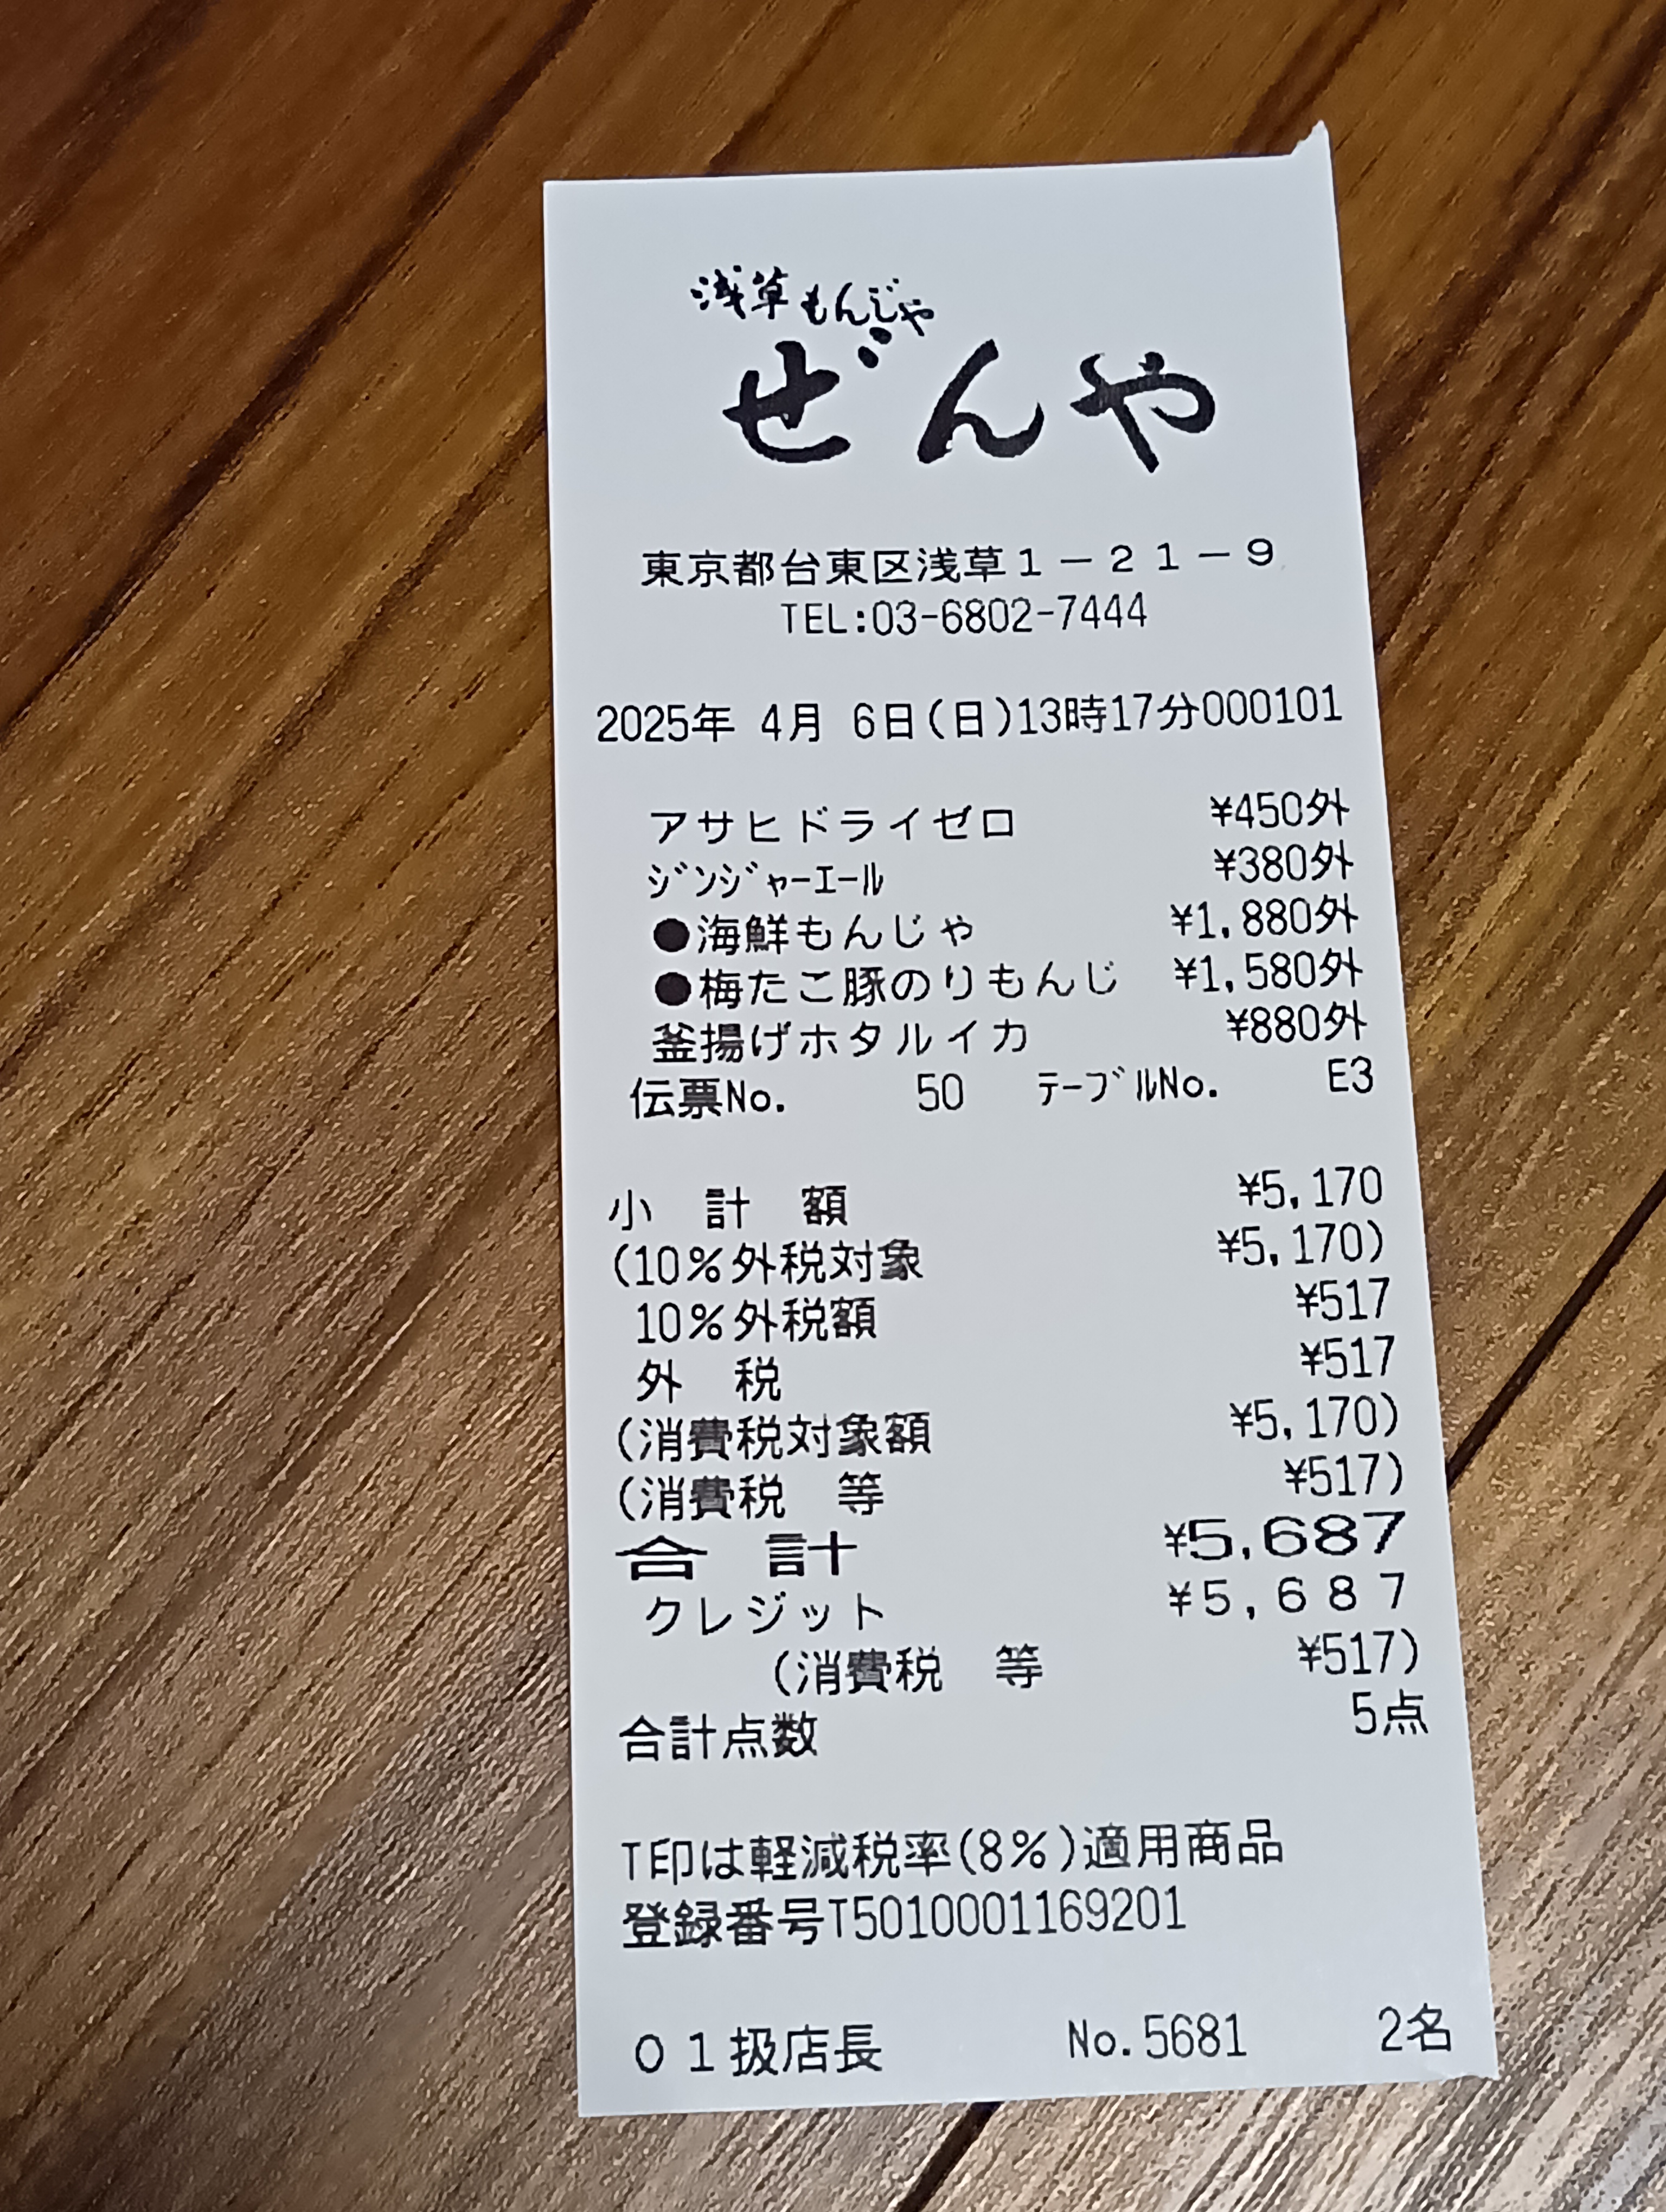 浅草もんじゃ
ぜんや
東京都台東区浅草1-21-9
TEL:03-6802-7444
2025年 4月 6日(日)13時17分000101
アサヒドライゼロ ¥450外
ジンジャーエール ¥380外
●海鮮もんじゃ ¥1,880外
●梅たこ豚のりもんじ ¥1,580外
釜揚げホタルイカ ¥880外
伝票No. 50 テーブルNo. E3
小 計 額 ¥5,170
(10%外税対象 ¥5,170)
10%外税額 ¥517
外 税 ¥517
(消費税対象額 ¥5,170)
(消費税 等 ¥517)
合 計 ¥5,687
クレジット ¥5,687
(消費税 等 ¥517)
合計点数 5点
T印は軽減税率(8%)適用商品
登録番号T5010001169201
01扱店長 No.5681 2名